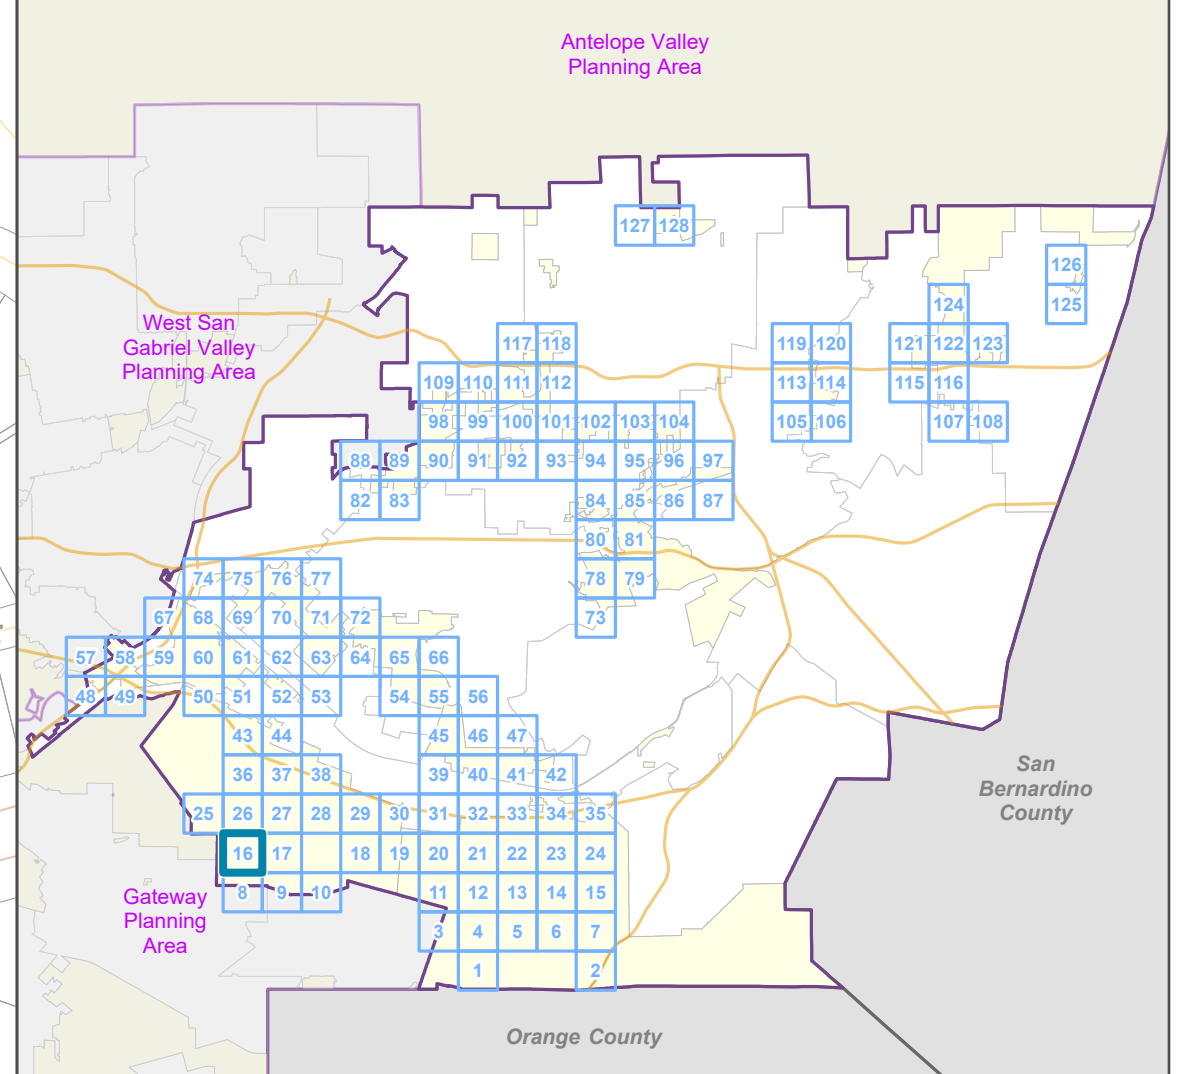 Antelope Valley
Planning Area
127 128
126
124 125
West San
Gabriel Valley
Planning Area
117 118 119 120 121 122 123
109 110 111 112 113 114 115 116
98 99 100 101 102 103 104 105 106 107 108
88 89 90 91 92 93 94 95 96 97
82 83 84 85 86 87
80 81
74 75 76 77 78 79
67 68 69 70 71 72 73
57 58 59 60 61 62 63 64 65 66
48 49 50 51 52 53 54 55 56
43 44 45 46 47
36 37 38 39 40 41 42
San
Bernardino
County
25 26 27 28 29 30 31 32 33 34 35
16 17 18 19 20 21 22 23 24
8 9 10 11 12 13 14 15
Gateway
Planning
Area
3 4 5 6 7
1 2
Orange County